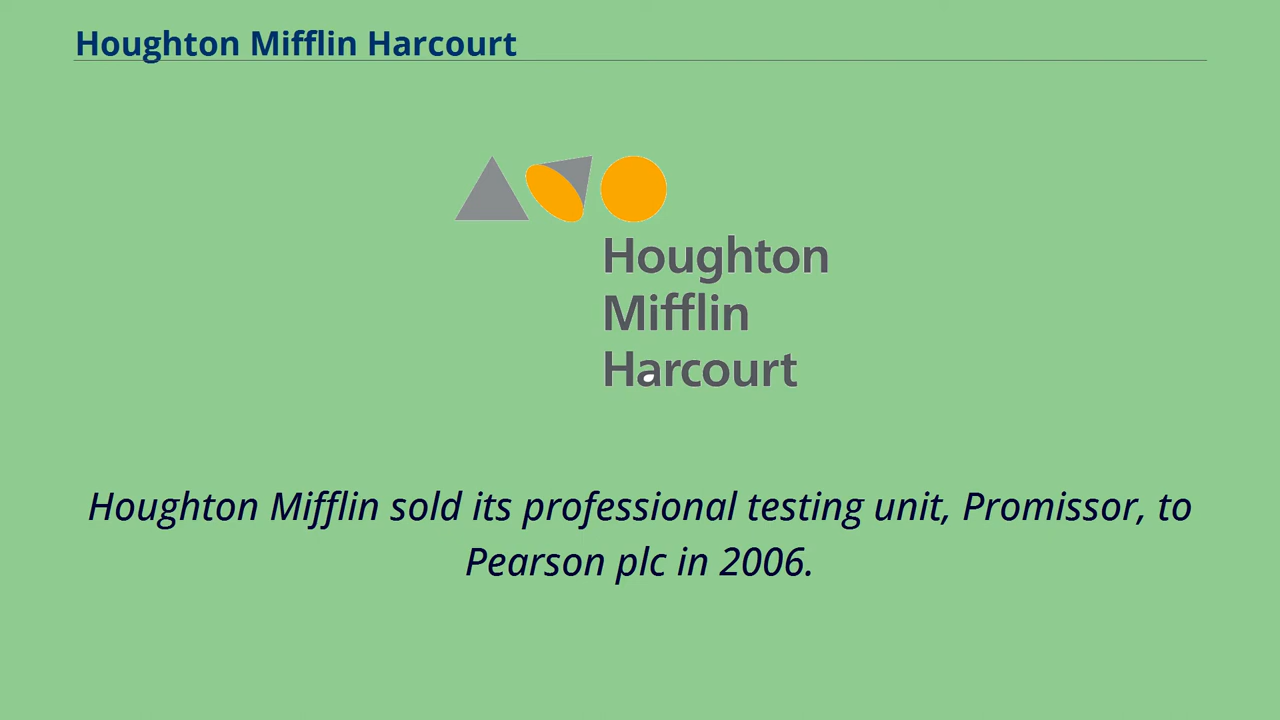 Houghton Mifflin Harcourt
Houghton
Mifflin
Harcourt
Houghton Mifflin sold its professional testing unit, Promissor, to
Pearson plc in 2006.